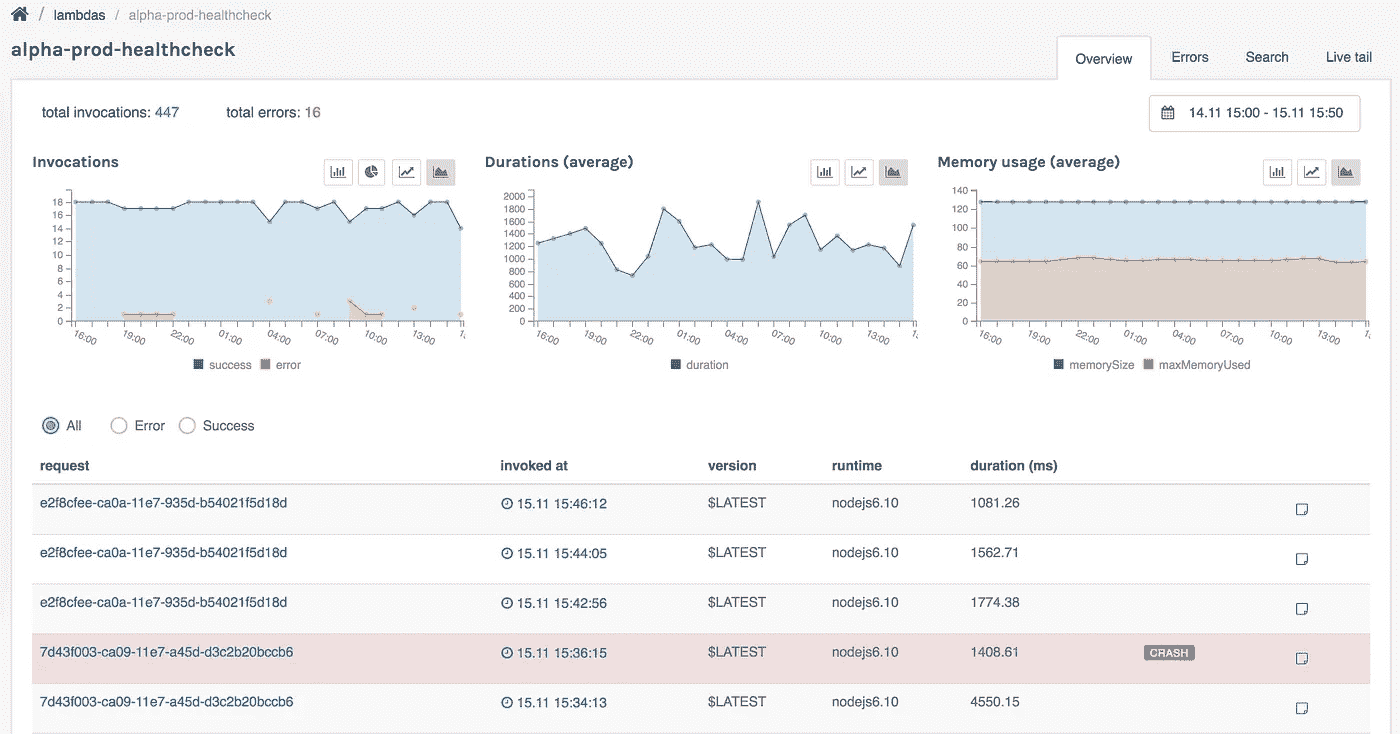 / lambdas / alpha-prod-healthcheck
alpha-prod-healthcheck
Overview Errors Search Live tail
total invocations: 447 total errors: 16
14.11 15:00 - 15.11 15:50
Invocations
18
16
14
12
10
8
6
4
2
0
16:00 19:00 22:00 01:00 04:00 07:00 10:00 13:00
success error
Durations (average)
2000
1800
1600
1400
1200
1000
800
600
400
200
0
16:00 19:00 22:00 01:00 04:00 07:00 10:00 13:00
duration
Memory usage (average)
140
120
100
80
60
40
20
0
16:00 19:00 22:00 01:00 04:00 07:00 10:00 13:00
memorySize maxMemoryUsed
All Error Success
request invoked at version runtime duration (ms)
e2f8cfee-ca0a-11e7-935d-b54021f5d18d 15.11 15:46:12 $LATEST nodejs6.10 1081.26
e2f8cfee-ca0a-11e7-935d-b54021f5d18d 15.11 15:44:05 $LATEST nodejs6.10 1562.71
e2f8cfee-ca0a-11e7-935d-b54021f5d18d 15.11 15:42:56 $LATEST nodejs6.10 1774.38
7d43f003-ca09-11e7-a45d-d3c2b20bccb6 15.11 15:36:15 $LATEST nodejs6.10 1408.61 CRASH
7d43f003-ca09-11e7-a45d-d3c2b20bccb6 15.11 15:34:13 $LATEST nodejs6.10 4550.15